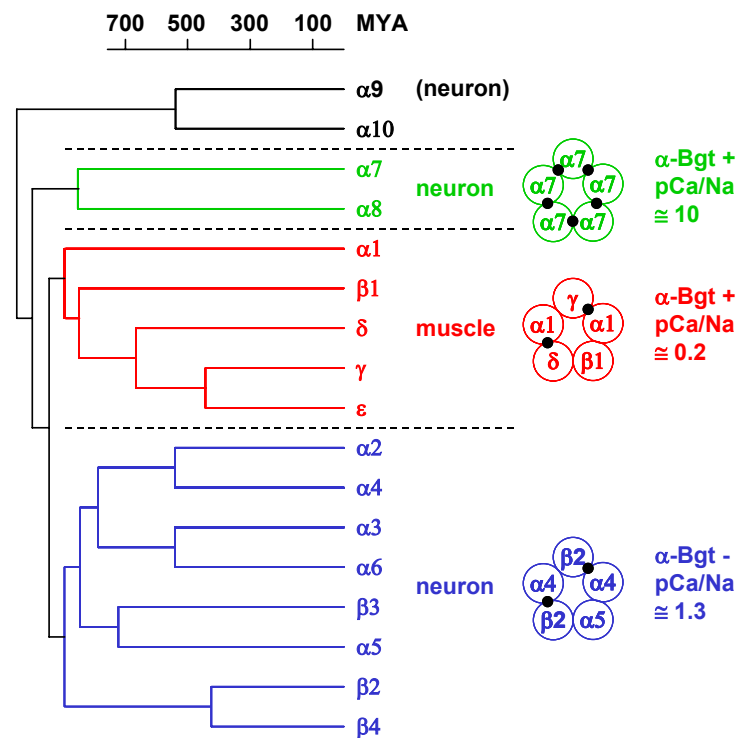 700 500 300 100 MYA
α9 (neuron)
α10
α7
α8
neuron
α7
α7 α7
α7 α7
α-Bgt +
pCa/Na
≅ 10
α1
β1
δ
γ
ε
muscle
γ
α1 α1
δ β1
α-Bgt +
pCa/Na
≅ 0.2
α2
α4
α3
α6
β3
α5
β2
β4
neuron
β2
α4 α4
β2 α5
α-Bgt -
pCa/Na
≅ 1.3